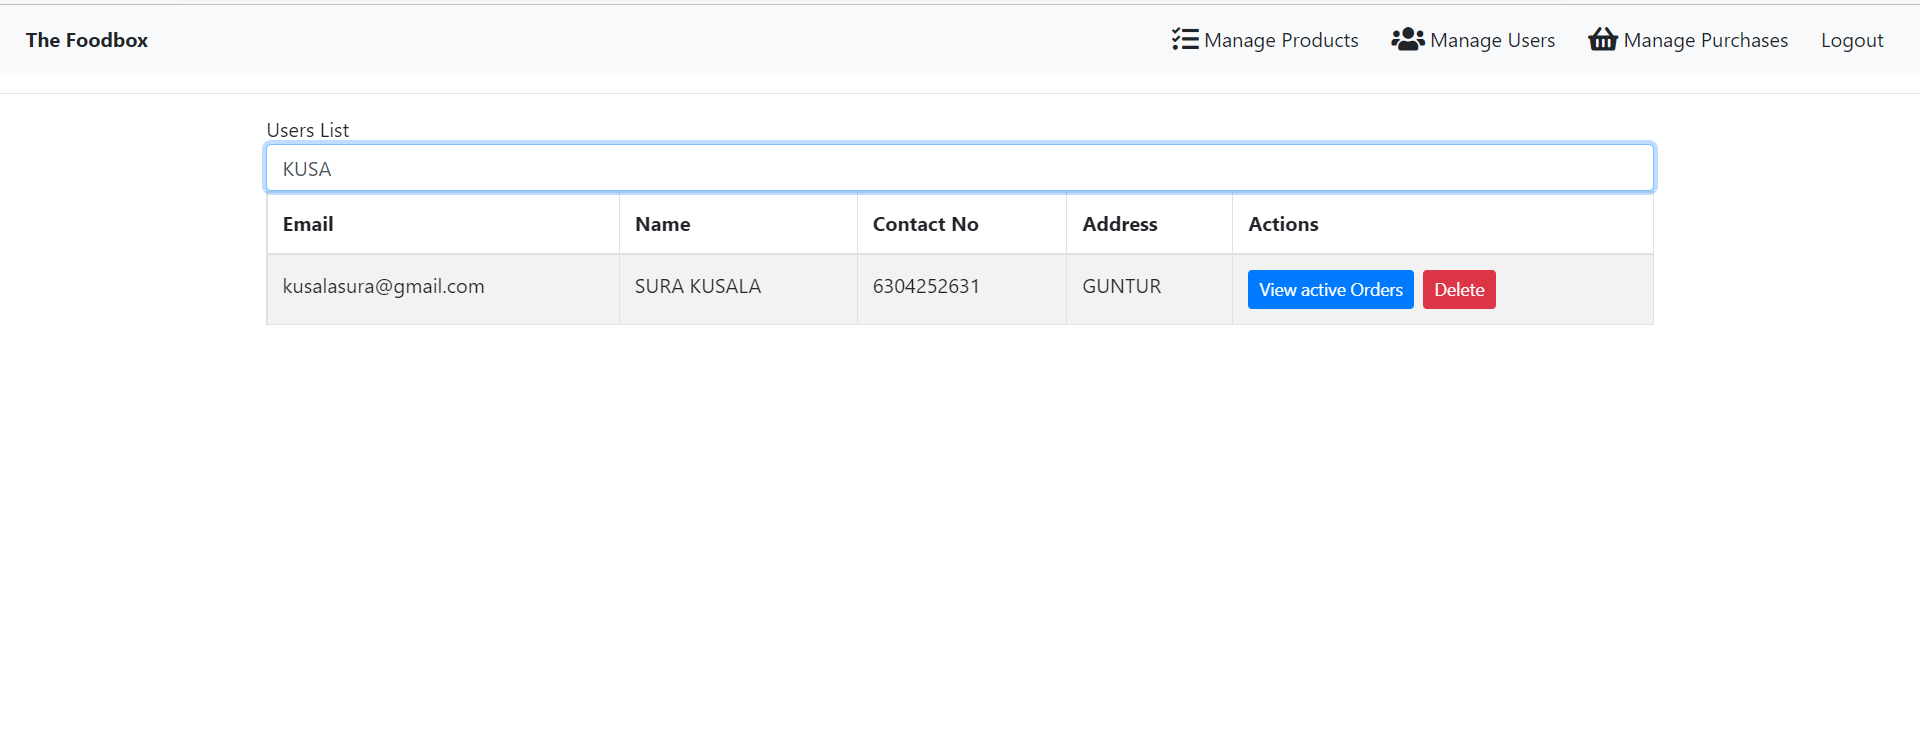 The Foodbox Manage Products Manage Users Manage Purchases Logout
Users List
KUSA
Email Name Contact No Address Actions
kusalasura@gmail.com SURA KUSALA 6304252631 GUNTUR View active Orders Delete